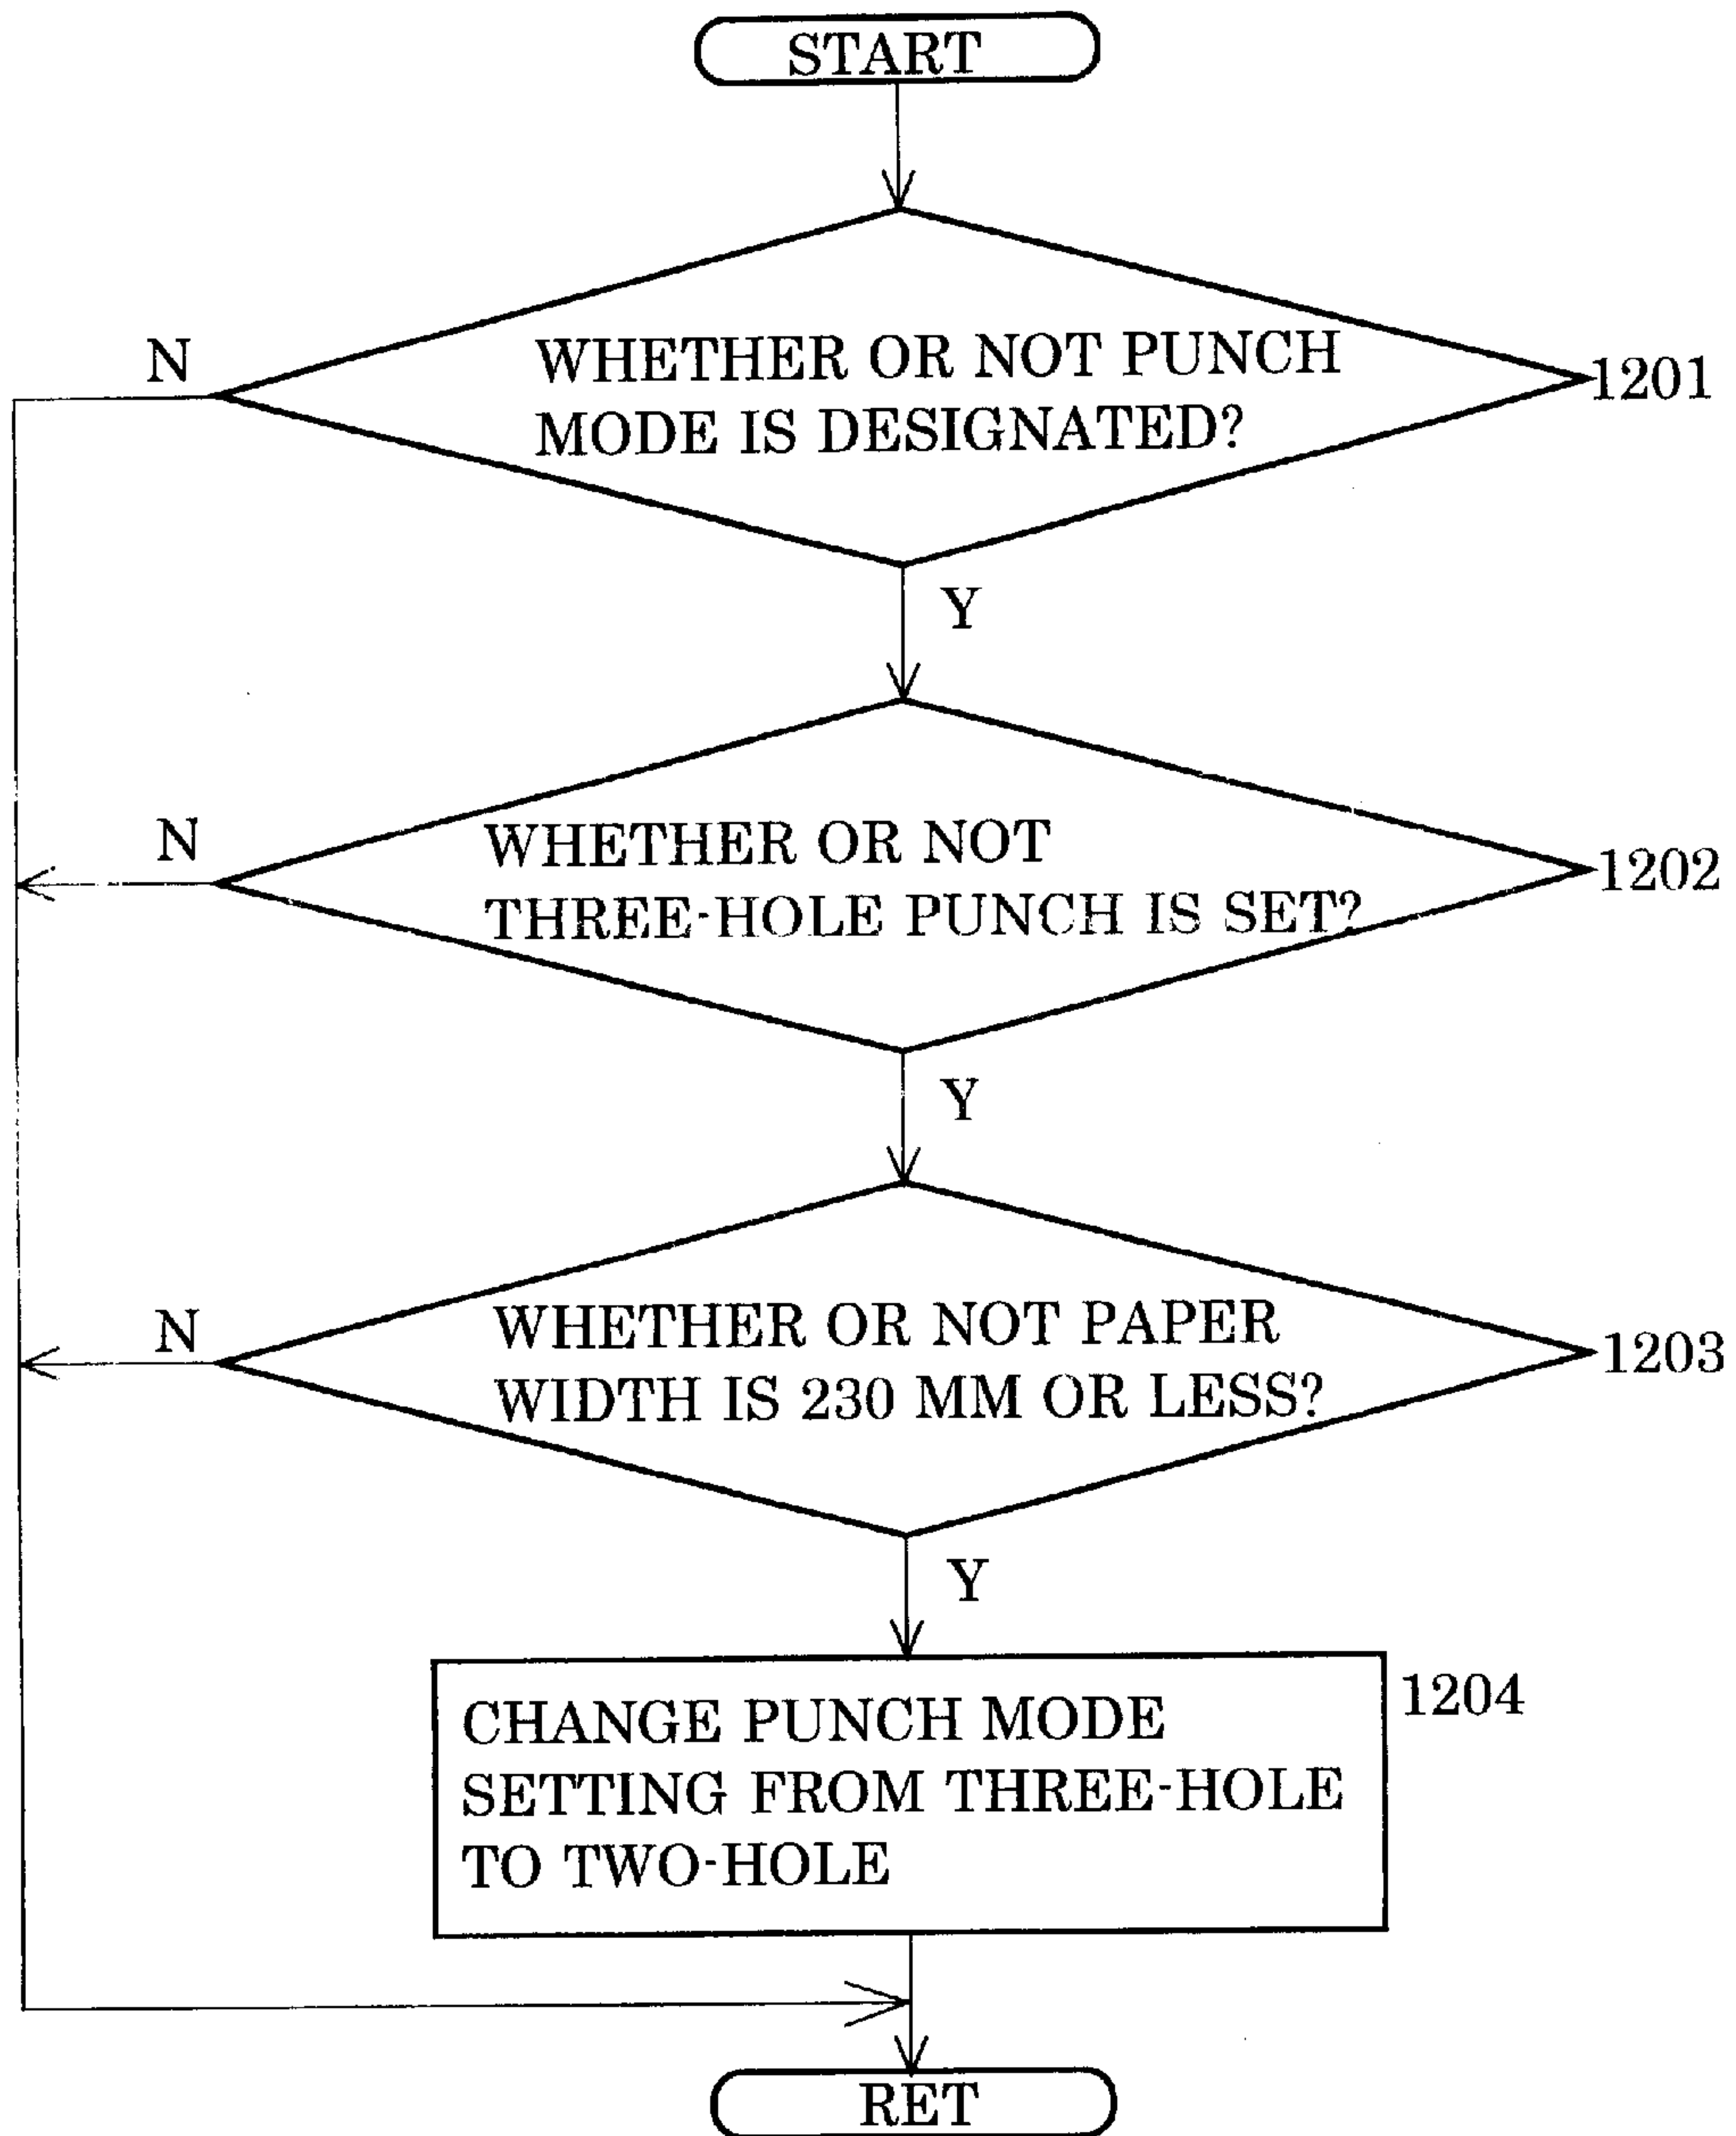 START
N
WHETHER OR NOT PUNCH
MODE IS DESIGNATED?
1201
Y
N
WHETHER OR NOT
THREE-HOLE PUNCH IS SET?
1202
Y
N
WHETHER OR NOT PAPER
WIDTH IS 230 MM OR LESS?
1203
Y
CHANGE PUNCH MODE
SETTING FROM THREE-HOLE
TO TWO-HOLE
1204
RET